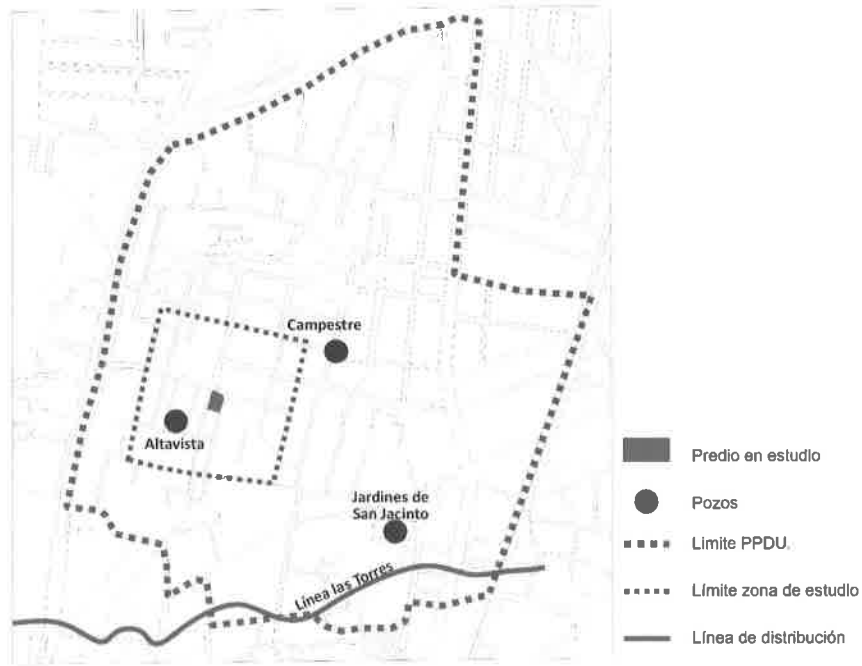 Campestre
Altavista
Jardines de
San Jacinto
Línea las Torres
Predio en estudio
Pozos
Limite PPDU.
Límite zona de estudio
Línea de distribución